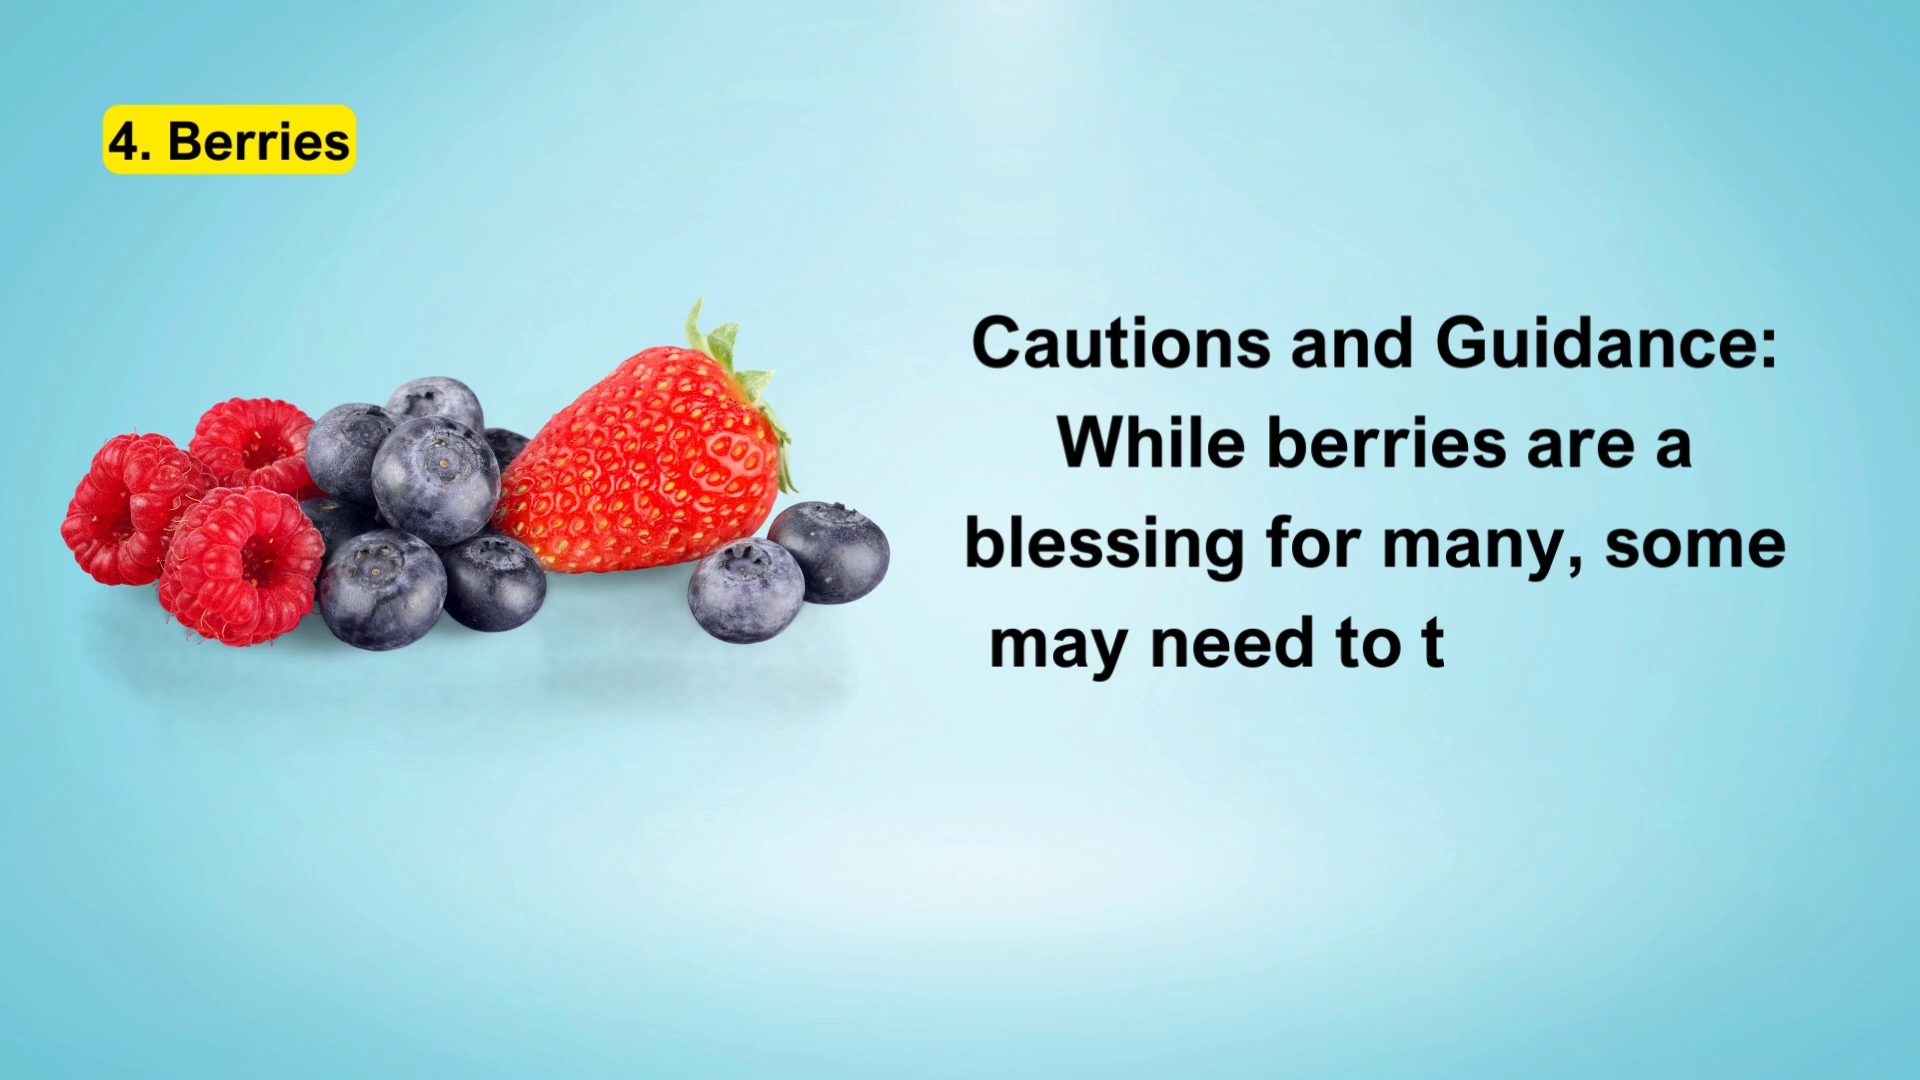 4. Berries
Cautions and Guidance:
While berries are a
blessing for many, some
may need to t